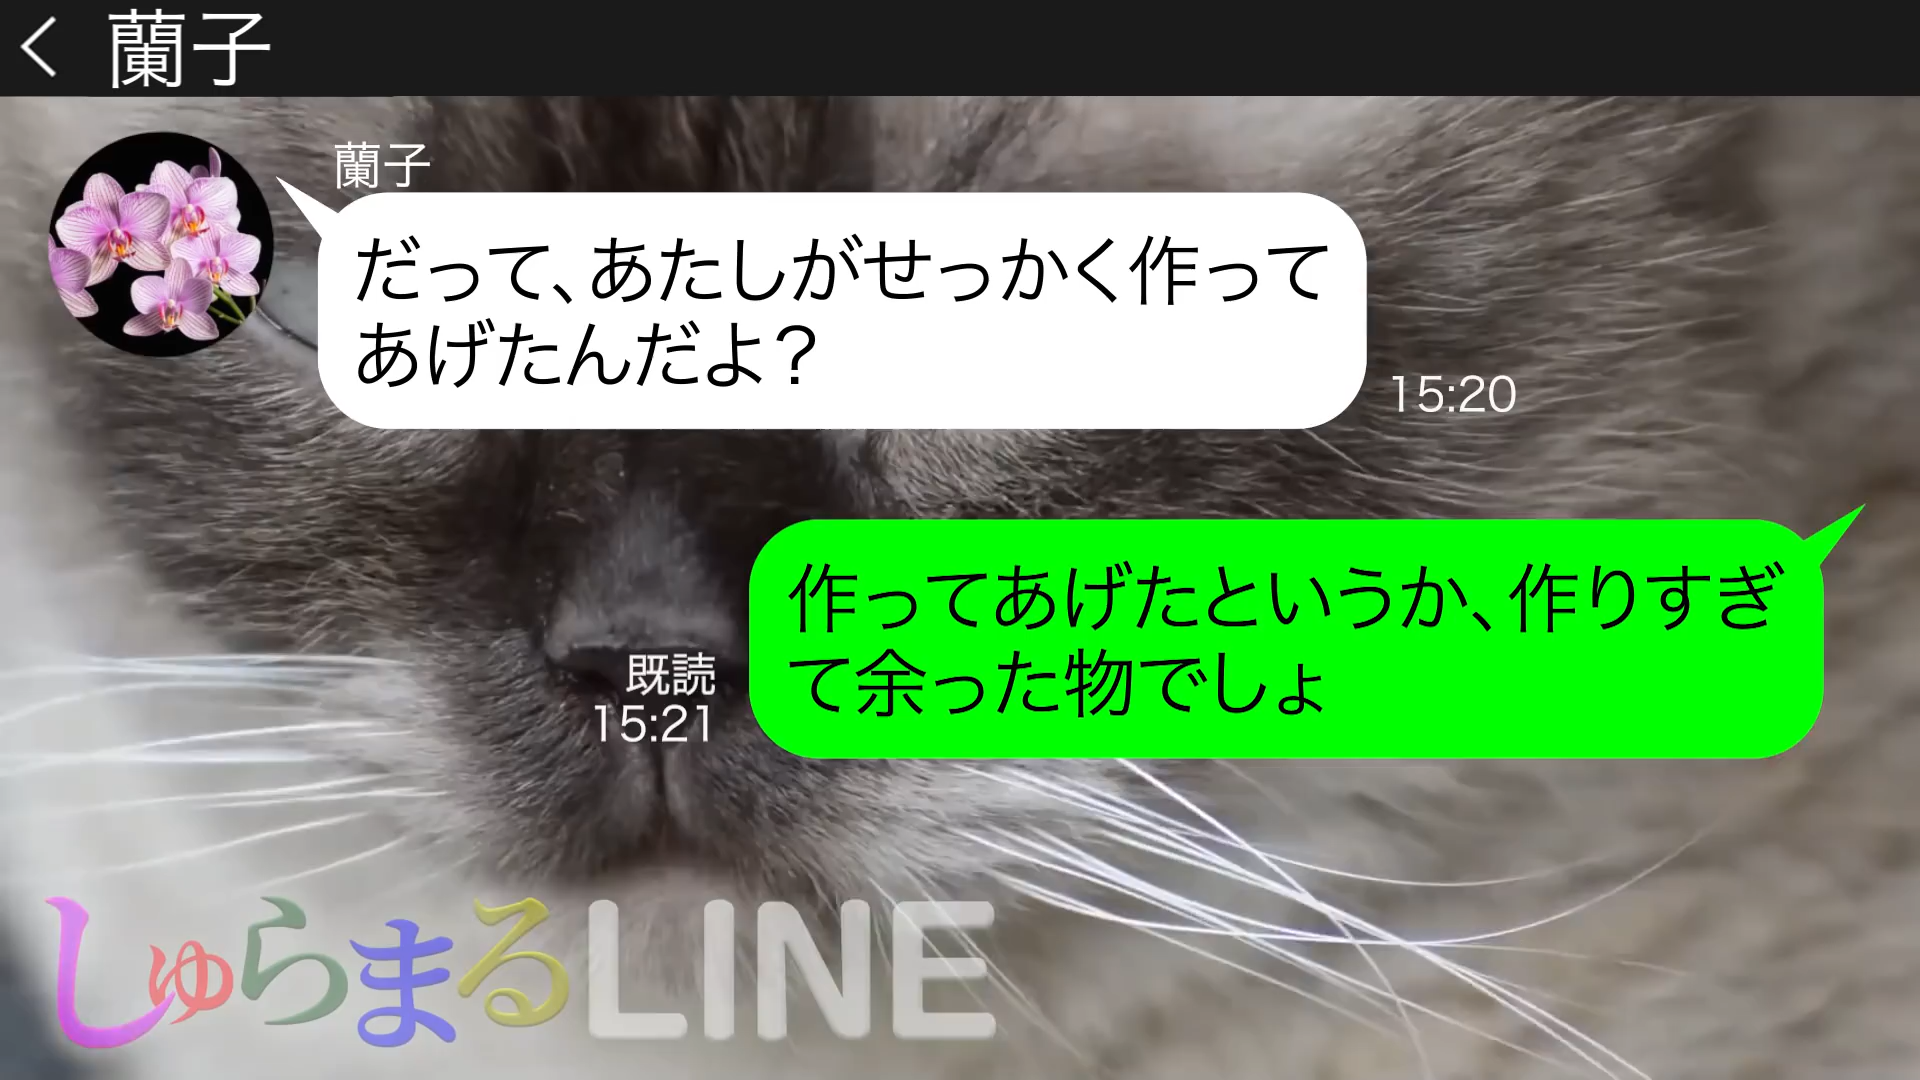 蘭子
蘭子
だって、あたしがせっかく作って
あげたんだよ？
15:20
作ってあげたというか、作りすぎ
て余った物でしょ
既読
15:21
しゅらまるLINE